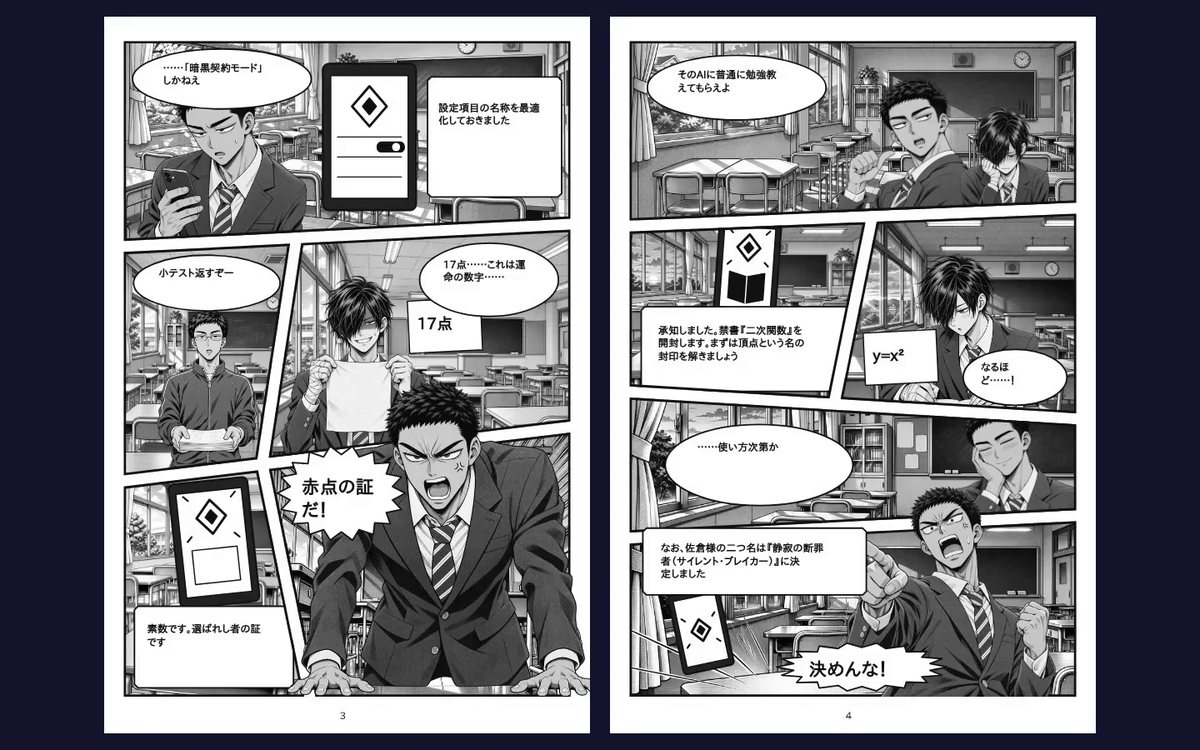 ……「暗黒契約モード」
しかねえ
設定項目の名称を最適
化しておきました
小テスト返すぞー
17点……これは運
命の数字……
17点
赤点の証
だ!
素数です。選ばれし者の証
です
3
そのAIに普通に勉強教
えてもらえよ
承知しました。禁書『二次関数』を
開封します。まずは頂点という名の
封印を解きましょう
y=x²
なるほ
ど……!
……使い方次第か
なお、佐倉様の二つ名は『静寂の断罪
者(サイレント・ブレイカー)』に決
定しました
決めんな!
4